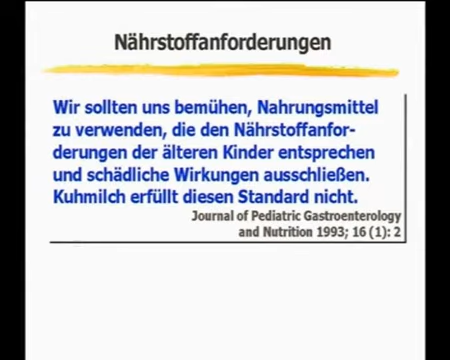 Nährstoffanforderungen
Wir sollten uns bemühen, Nahrungsmittel
zu verwenden, die den Nährstoffanfor-
derungen der älteren Kinder entsprechen
und schädliche Wirkungen ausschließen.
Kuhmilch erfüllt diesen Standard nicht.
Journal of Pediatric Gastroenterology
and Nutrition 1993; 16 (1): 2